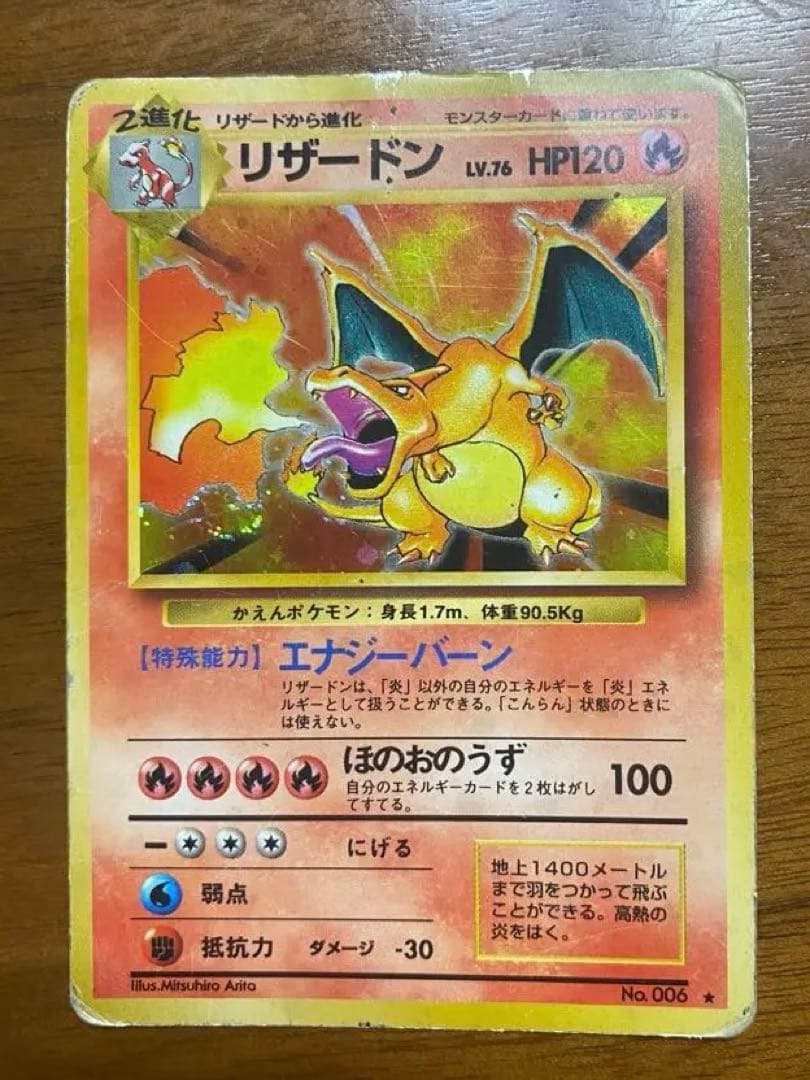 2進化 リザードから進化 モンスターカードに重ねて使います。
リザードン LV.76 HP120
かえんポケモン：身長1.7m、体重90.5Kg
【特殊能力】エナジーバーン
リザードンは、「炎」以外の自分のエネルギーを「炎」エネ
ルギーとして扱うことができる。「こんらん」状態のときに
は使えない。
ほのおのうず 100
自分のエネルギーカードを2枚はがし
てすてる。
ー にげる
弱点
抵抗力 ダメージ -30
地上1400メートル
まで羽をつかって飛ぶ
ことができる。高熱の
炎をはく。
Illus.Mitsuhiro Arita
No. 006 ★